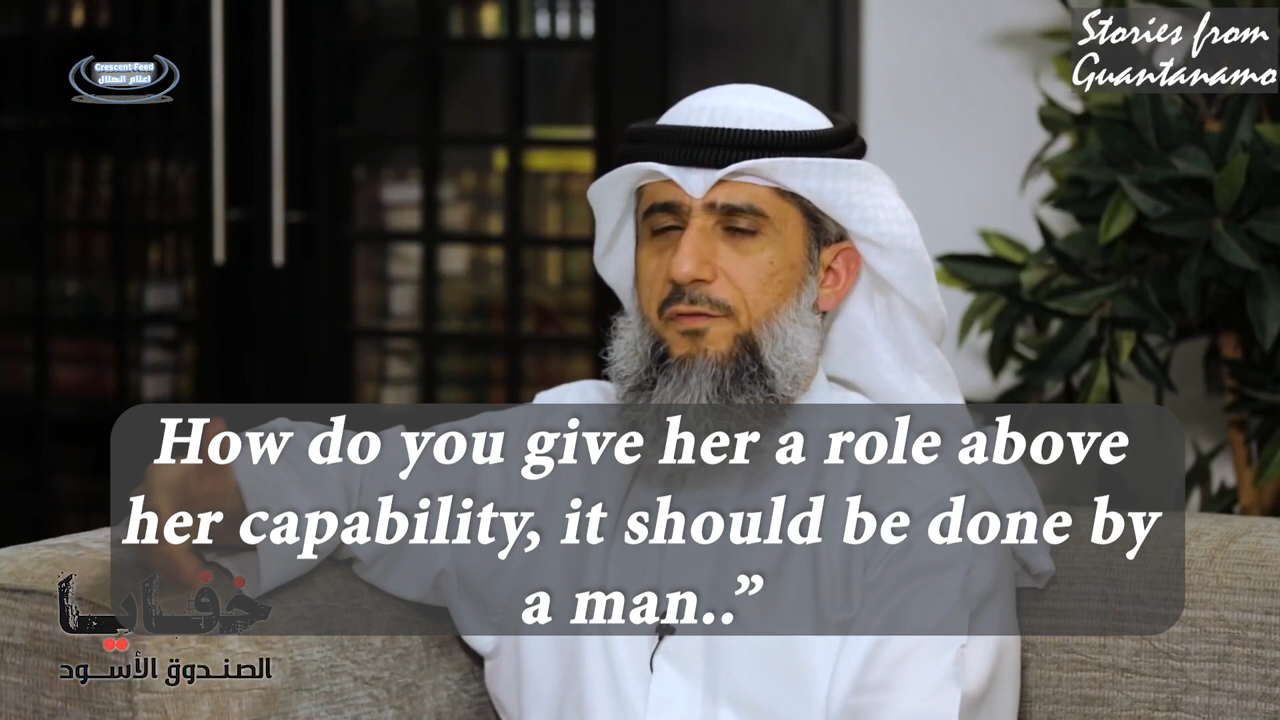 Stories from
Guantanamo
Crescent Feed
اعلام الهلال
How do you give her a role above
her capability, it should be done by
a man..”
خفايا
الصندوق الأسود